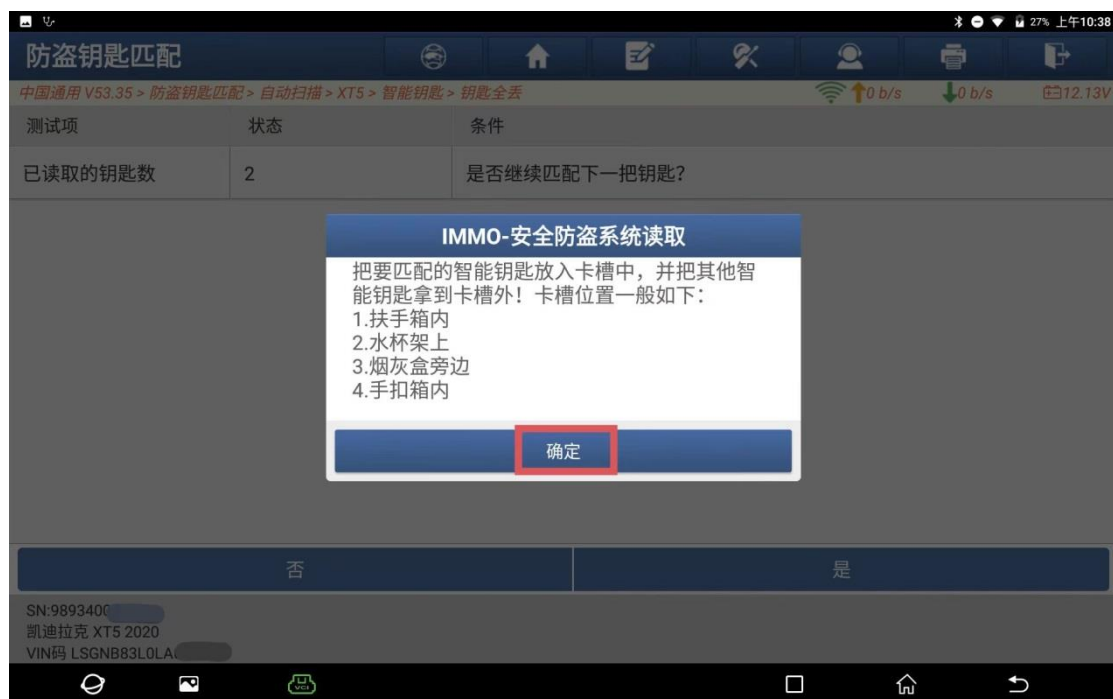 27% 上午10:38
防盗钥匙匹配
中国通用 V53.35 > 防盗钥匙匹配 > 自动扫描 > XT5 > 智能钥匙 > 钥匙全丢
0 b/s
0 b/s
12.13V
测试项 状态 条件
已读取的钥匙数 2 是否继续匹配下一把钥匙？
IMMO-安全防盗系统读取
把要匹配的智能钥匙放入卡槽中，并把其他智
能钥匙拿到卡槽外！卡槽位置一般如下：
1.扶手箱内
2.水杯架上
3.烟灰盒旁边
4.手扣箱内
确定
否 是
SN:9893400
凯迪拉克 XT5 2020
VIN码 LSGNB83L0LA
VCI